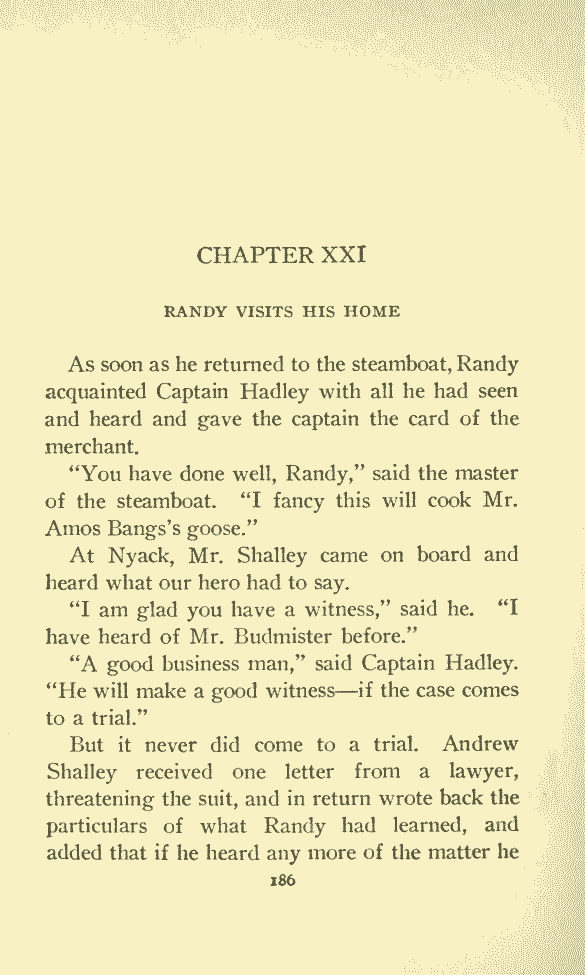 CHAPTER XXI
RANDY VISITS HIS HOME
As soon as he returned to the steamboat, Randy
acquainted Captain Hadley with all he had seen
and heard and gave the captain the card of the
merchant.
“You have done well, Randy,” said the master
of the steamboat. “I fancy this will cook Mr.
Amos Bangs’s goose.”
At Nyack, Mr. Shalley came on board and
heard what our hero had to say.
“I am glad you have a witness,” said he. “I
have heard of Mr. Budmister before.”
“A good business man,” said Captain Hadley.
“He will make a good witness—if the case comes
to a trial.”
But it never did come to a trial. Andrew
Shalley received one letter from a lawyer,
threatening the suit, and in return wrote back the
particulars of what Randy had learned, and
added that if he heard any more of the matter he
186